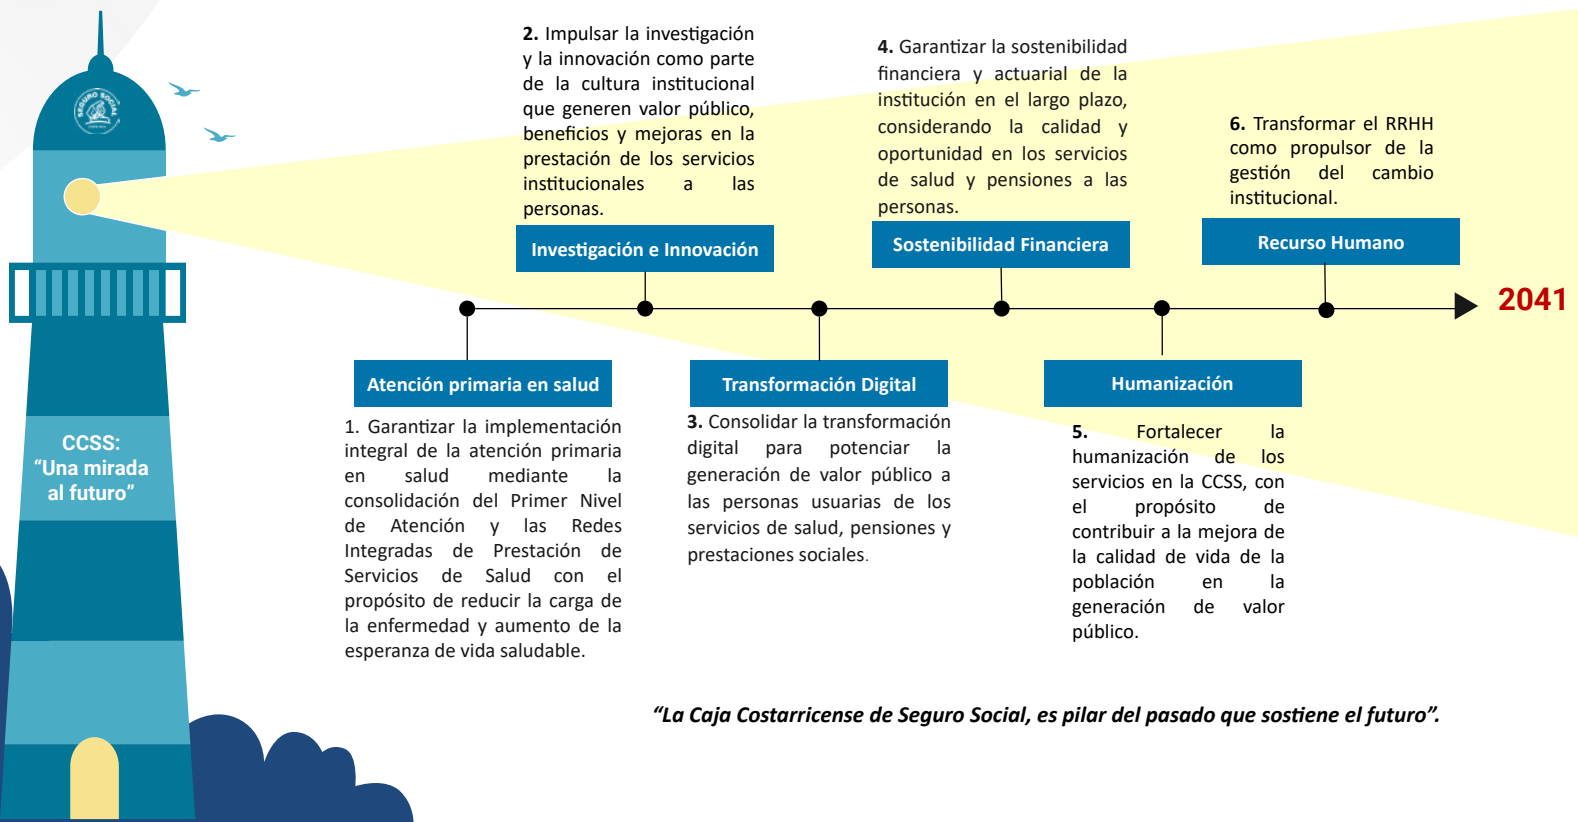 SEGURO SOCIAL
CCSS:
“Una mirada
al futuro”
2. Impulsar la investigación
y la innovación como parte
de la cultura institucional
que generen valor público,
beneficios y mejoras en la
prestación de los servicios
institucionales a las
personas.
Investigación e Innovación
4. Garantizar la sostenibilidad
financiera y actuarial de la
institución en el largo plazo,
considerando la calidad y
oportunidad en los servicios
de salud y pensiones a las
personas.
Sostenibilidad Financiera
6. Transformar el RRHH
como propulsor de la
gestión del cambio
institucional.
Recurso Humano
2041
Atención primaria en salud
1. Garantizar la implementación
integral de la atención primaria
en salud mediante la
consolidación del Primer Nivel
de Atención y las Redes
Integradas de Prestación de
Servicios de Salud con el
propósito de reducir la carga de
la enfermedad y aumento de la
esperanza de vida saludable.
Transformación Digital
3. Consolidar la transformación
digital para potenciar la
generación de valor público a
las personas usuarias de los
servicios de salud, pensiones y
prestaciones sociales.
Humanización
5. Fortalecer la
humanización de los
servicios en la CCSS, con
el propósito de
contribuir a la mejora de
la calidad de vida de la
población en la
generación de valor
público.
“La Caja Costarricense de Seguro Social, es pilar del pasado que sostiene el futuro”.